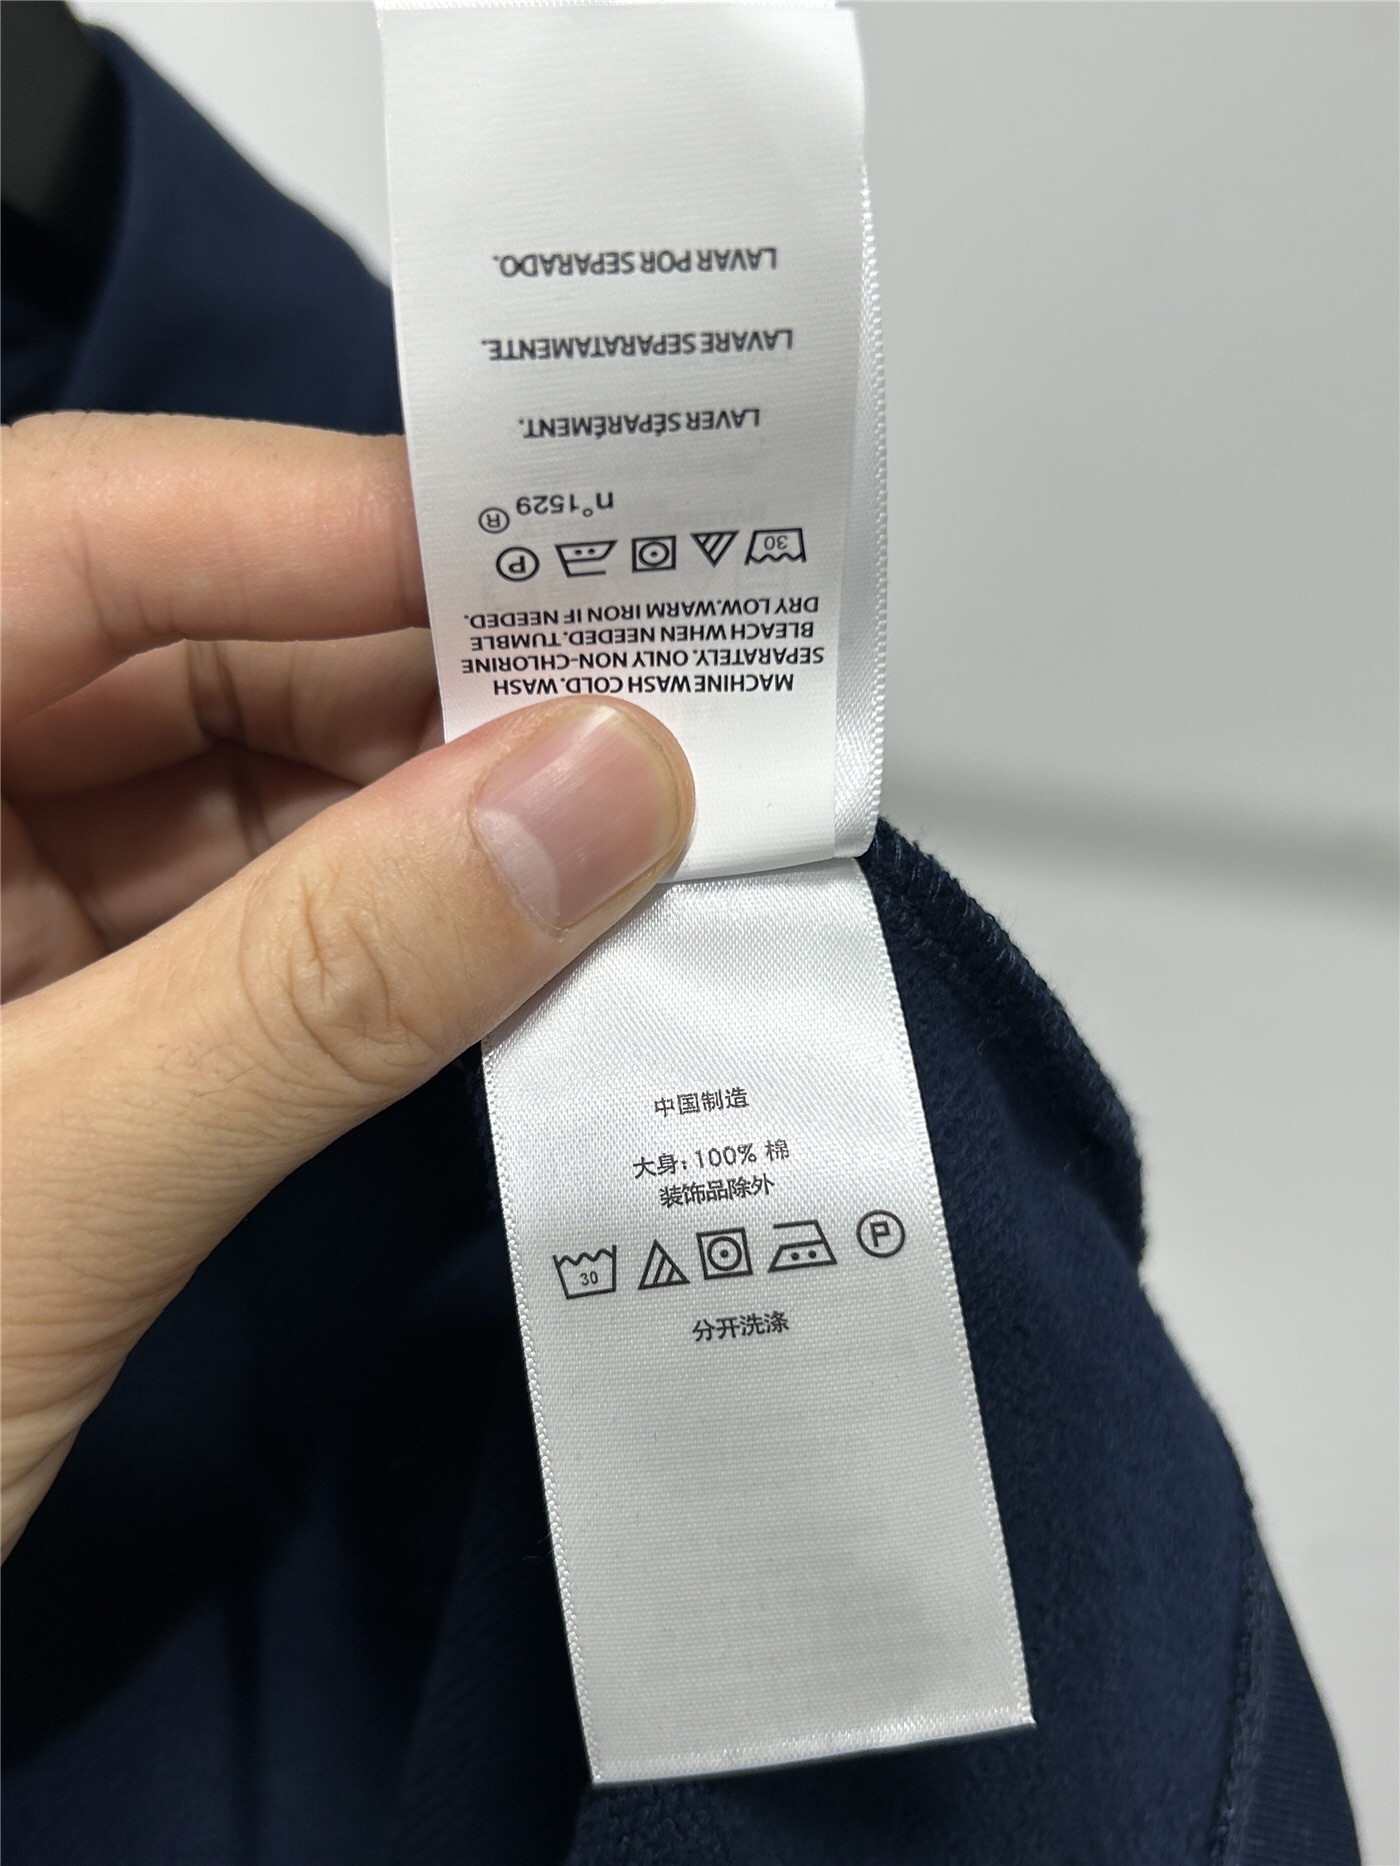 MACHINE WASH COLD. WASH
SEPARATELY. ONLY NON-CHLORINE
BLEACH WHEN NEEDED. TUMBLE
DRY LOW. WARM IRON IF NEEDED.
30 P
n°1529 ®
LAVER SÉPARÉMENT.
LAVARE SEPARATAMENTE.
LAVAR POR SEPARADO.
中国制造
大身: 100% 棉
装饰品除外
30 P
分开洗涤